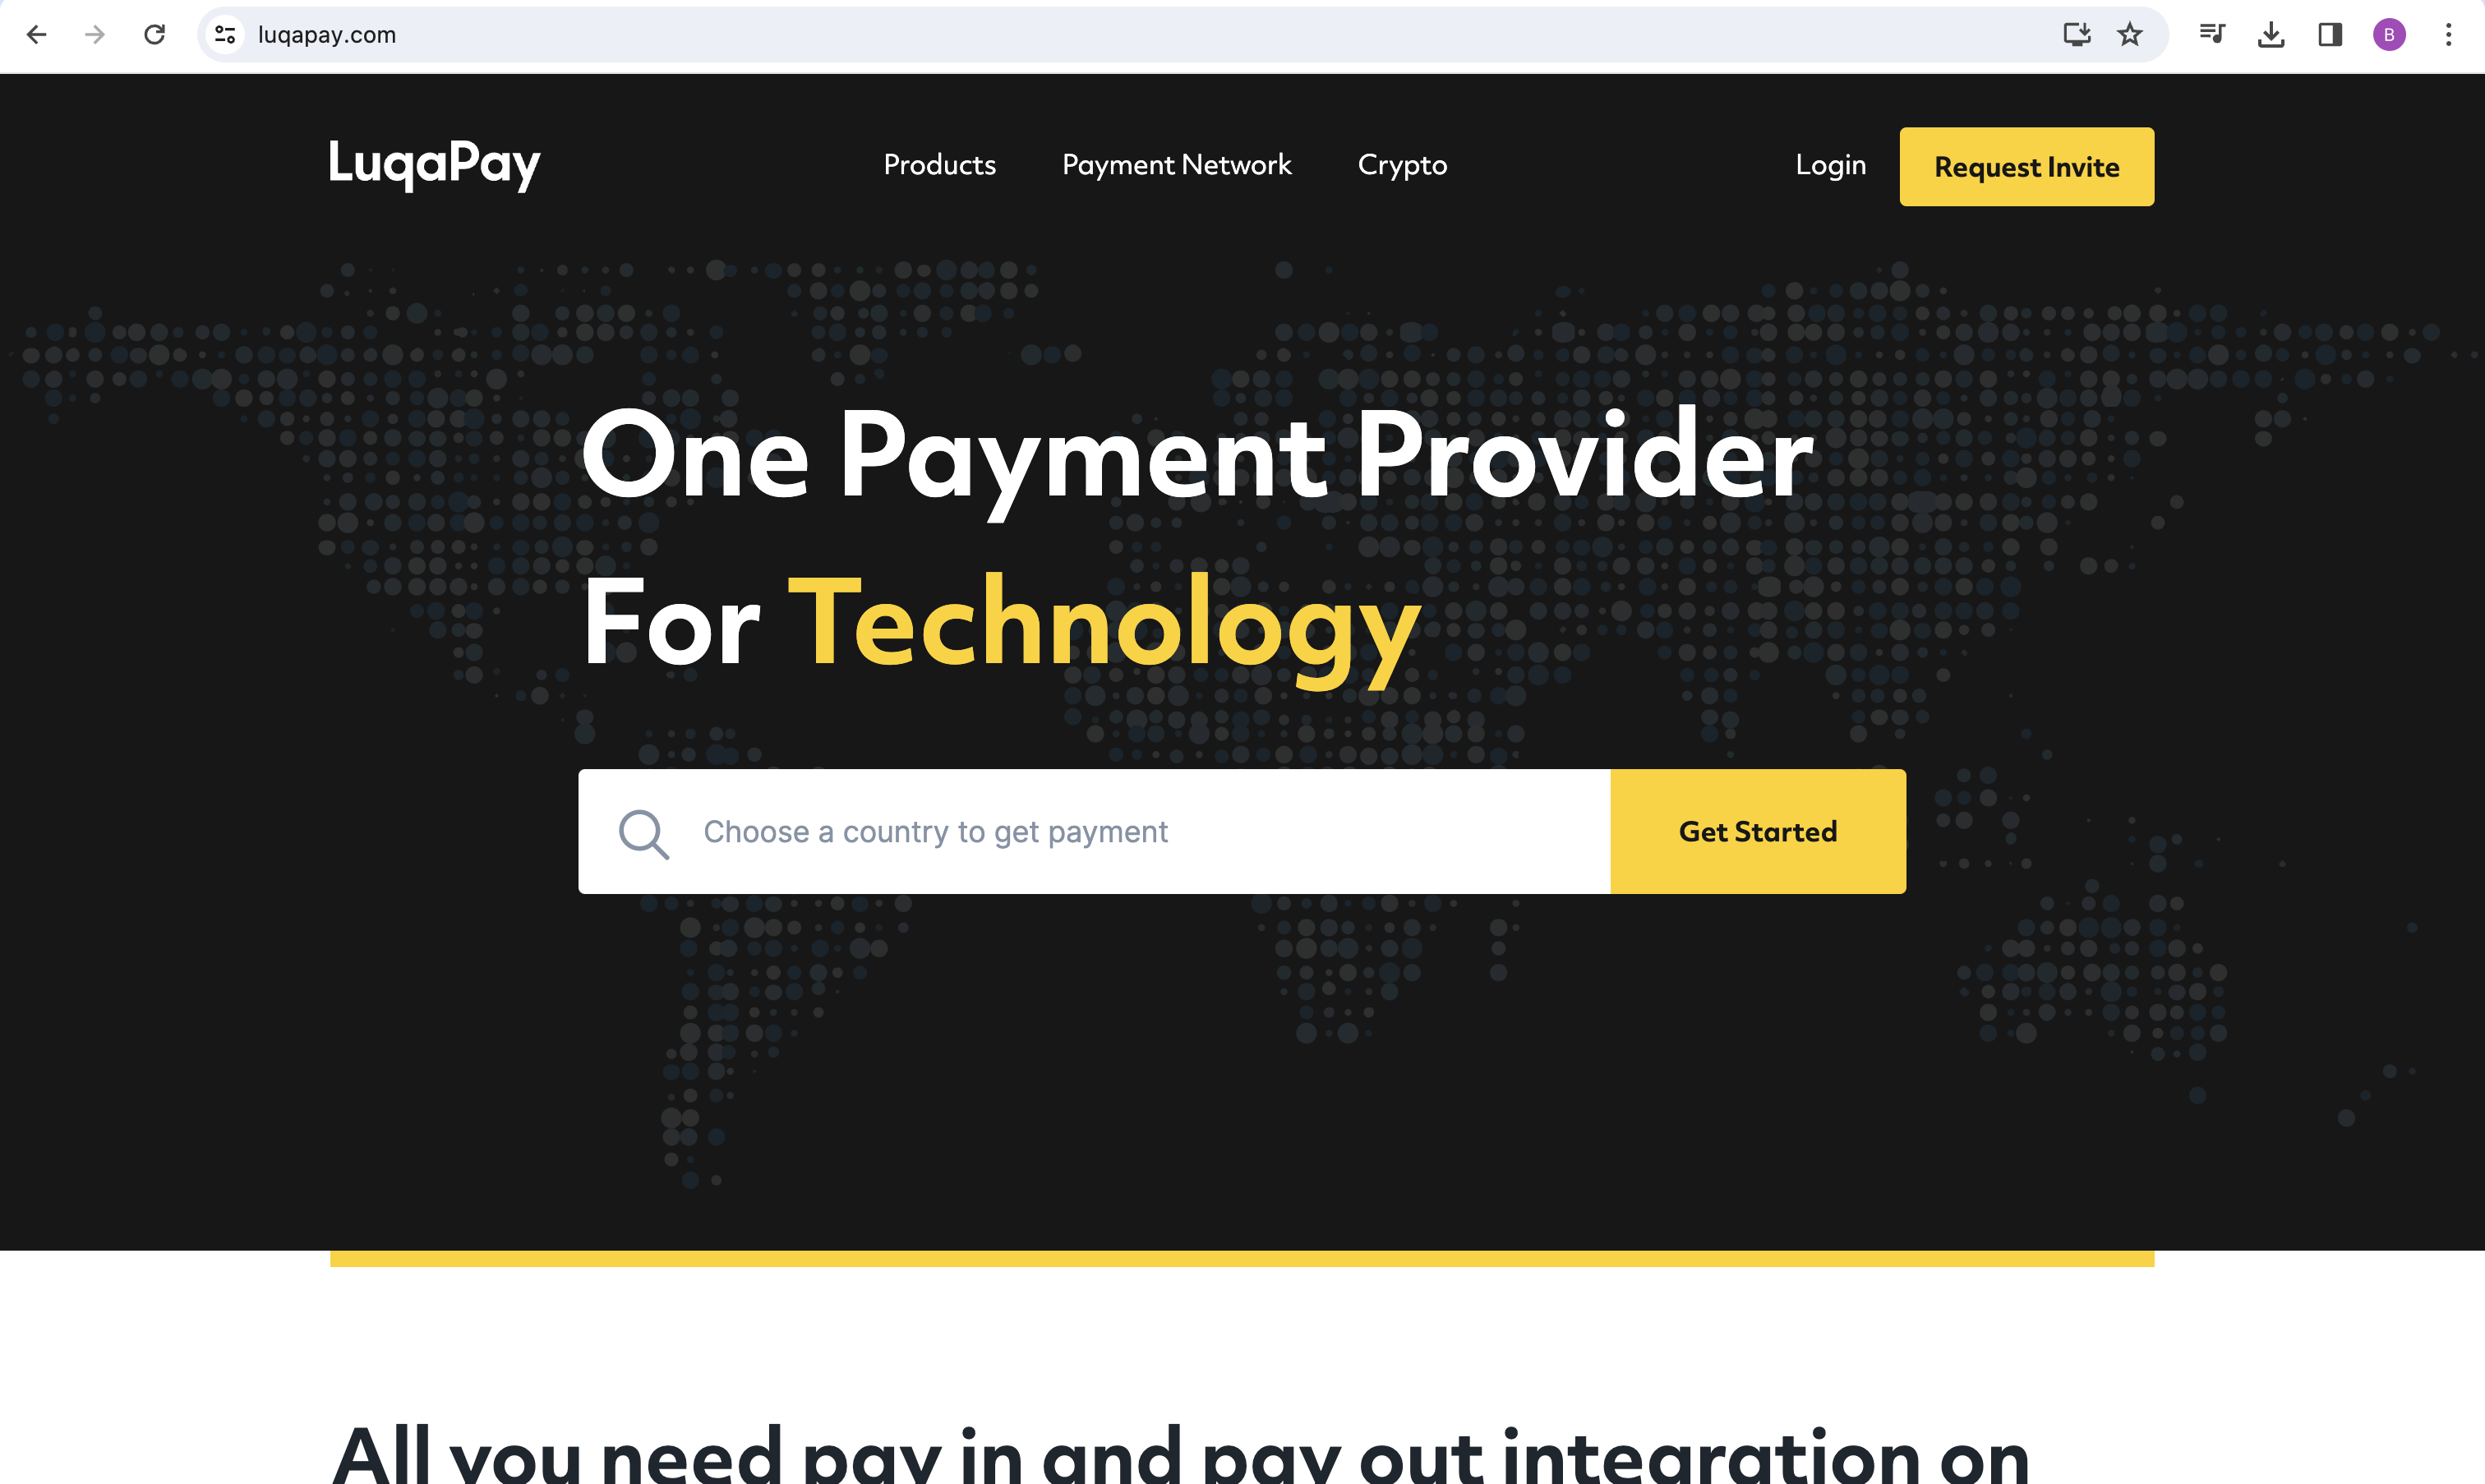 luqapay.com
B
LuqaPay
Products
Payment Network
Crypto
Login
Request Invite
One Payment Provider
For Technology
Choose a country to get payment
Get Started
All you need pay in and pay out integration on